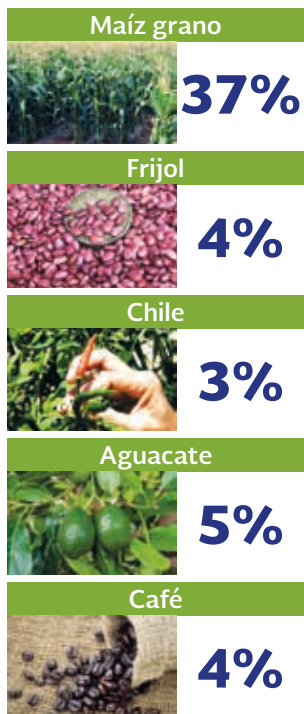 Maíz grano
37%
Frijol
4%
Chile
3%
Aguacate
5%
Café
4%